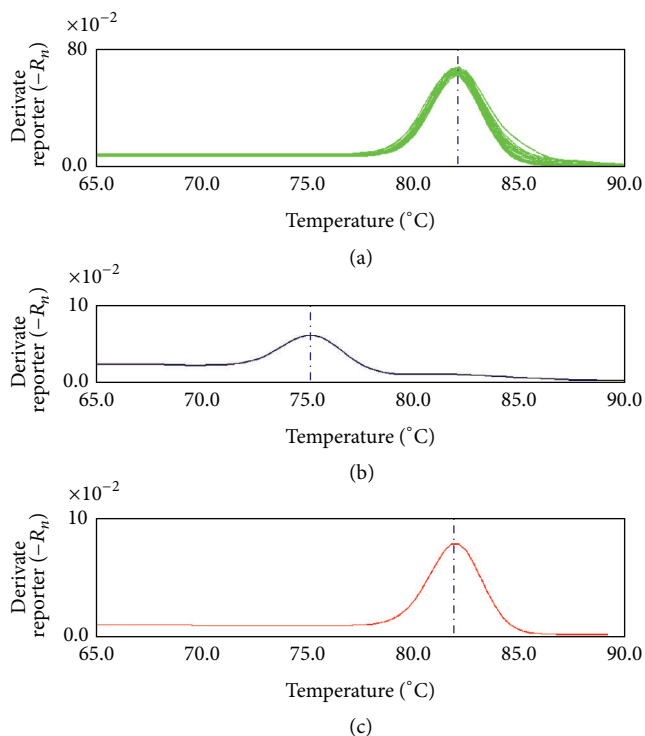 ×10⁻²
80
0.0
Derivate
reporter (−Rₙ)
65.0 70.0 75.0 80.0 85.0 90.0
Temperature (°C)
(a)
×10⁻²
10
0.0
Derivate
reporter (−Rₙ)
65.0 70.0 75.0 80.0 85.0 90.0
Temperature (°C)
(b)
×10⁻²
10
0.0
Derivate
reporter (−Rₙ)
65.0 70.0 75.0 80.0 85.0 90.0
Temperature (°C)
(c)